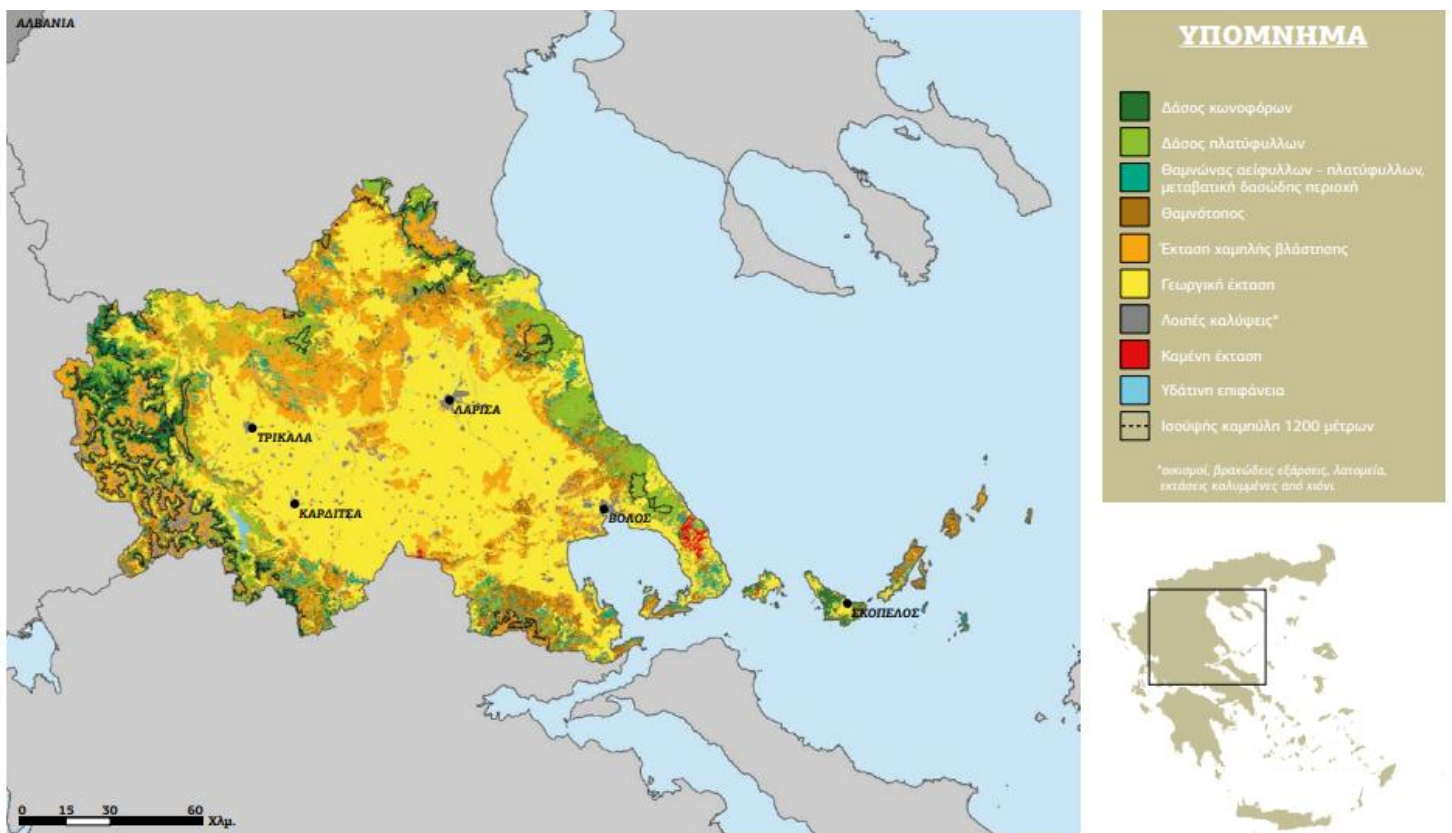 ΑΛΒΑΝΙΑ
ΛΑΡΙΣΑ
ΤΡΙΚΑΛΑ
ΚΑΡΔΙΤΣΑ
ΒΟΛΟΣ
ΣΚΟΠΕΛΟΣ
0 15 30 60 Χλμ.
ΥΠΟΜΝΗΜΑ
Δάσος κωνοφόρων
Δάσος πλατύφυλλων
Θαμνώνας αείφυλλων - πλατύφυλλων,
μεταβατική δασώδης περιοχή
Θαμνότοπος
Έκταση χαμηλής βλάστησης
Γεωργική έκταση
Λοιπές καλύψεις*
Καμένη έκταση
Υδάτινη επιφάνεια
Ισοϋψής καμπύλη 1200 μέτρων
*οικισμοί, βραχώδεις εξάρσεις, λατομεία,
εκτάσεις καλυμμένες από χιόνι.